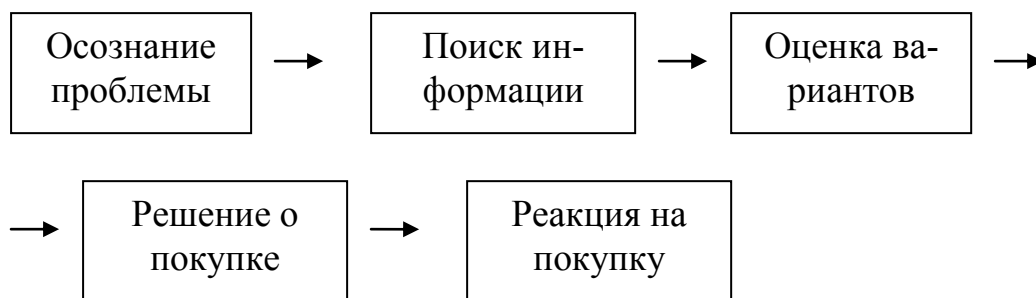 Осознание
проблемы
Поиск ин-
формации
Оценка ва-
риантов
Решение о
покупке
Реакция на
покупку